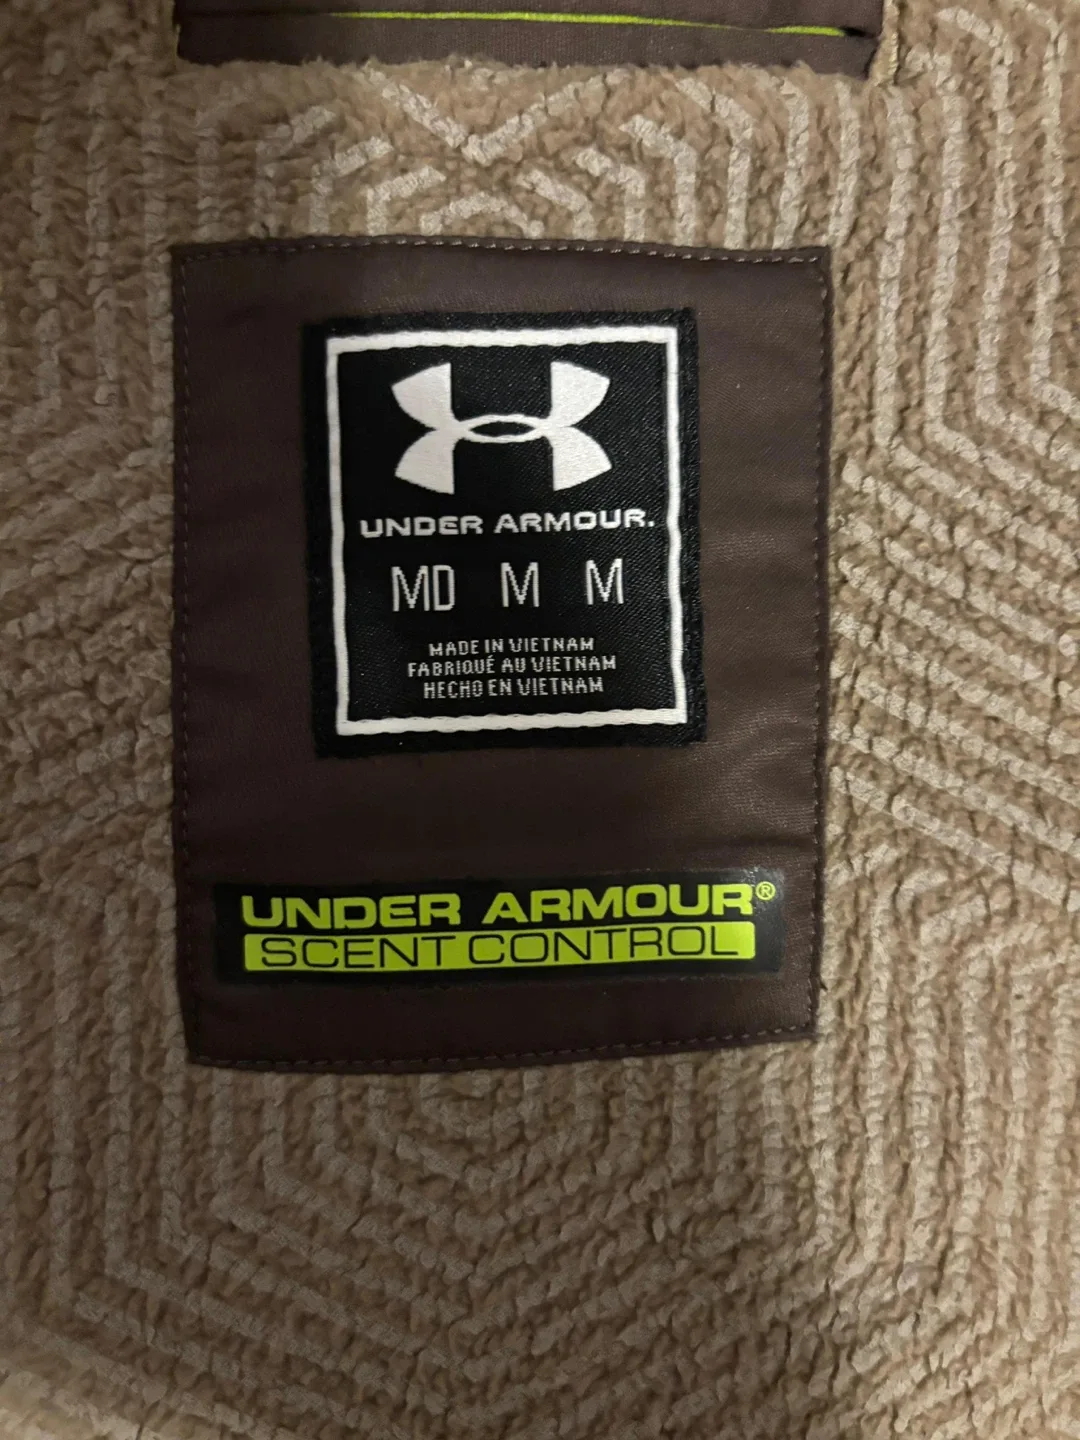 UNDER ARMOUR.
MD M M
MADE IN VIETNAM
FABRIQUÉ AU VIETNAM
HECHO EN VIETNAM
UNDER ARMOUR®
SCENT CONTROL